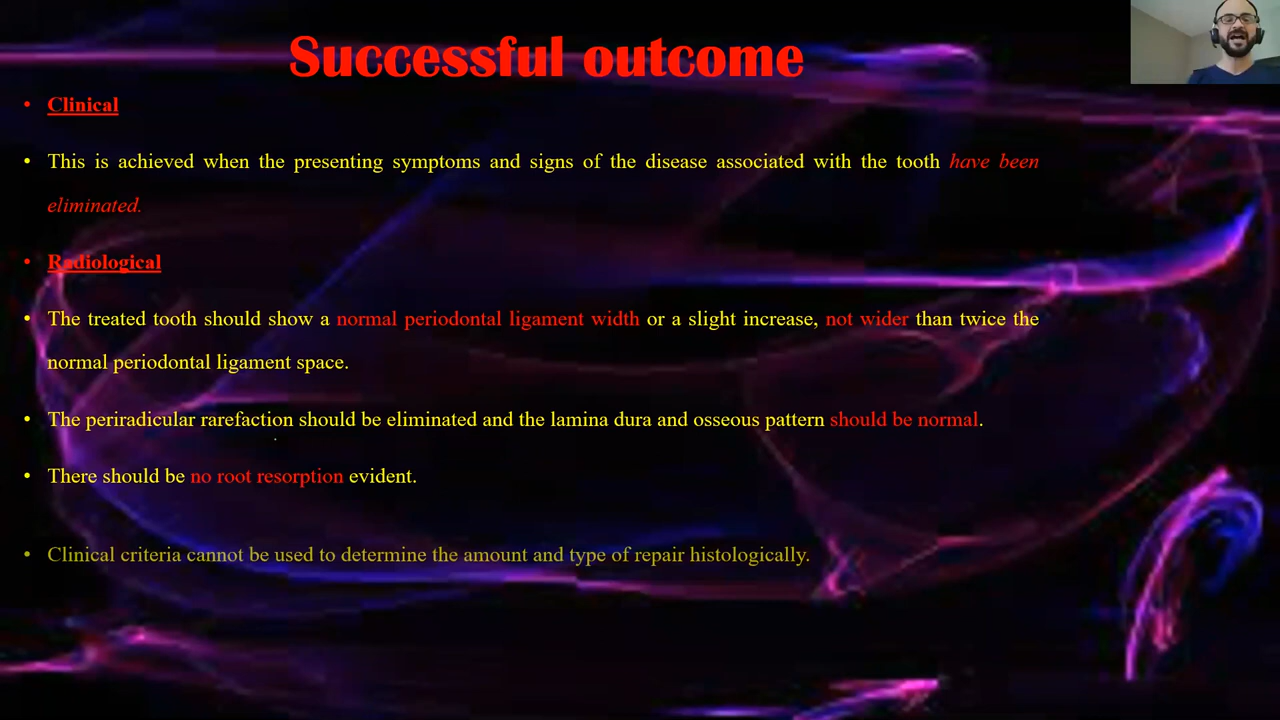 Successful outcome
• Clinical
• This is achieved when the presenting symptoms and signs of the disease associated with the tooth have been
eliminated.
• Radiological
• The treated tooth should show a normal periodontal ligament width or a slight increase, not wider than twice the
normal periodontal ligament space.
• The periradicular rarefaction should be eliminated and the lamina dura and osseous pattern should be normal.
• There should be no root resorption evident.
• Clinical criteria cannot be used to determine the amount and type of repair histologically.